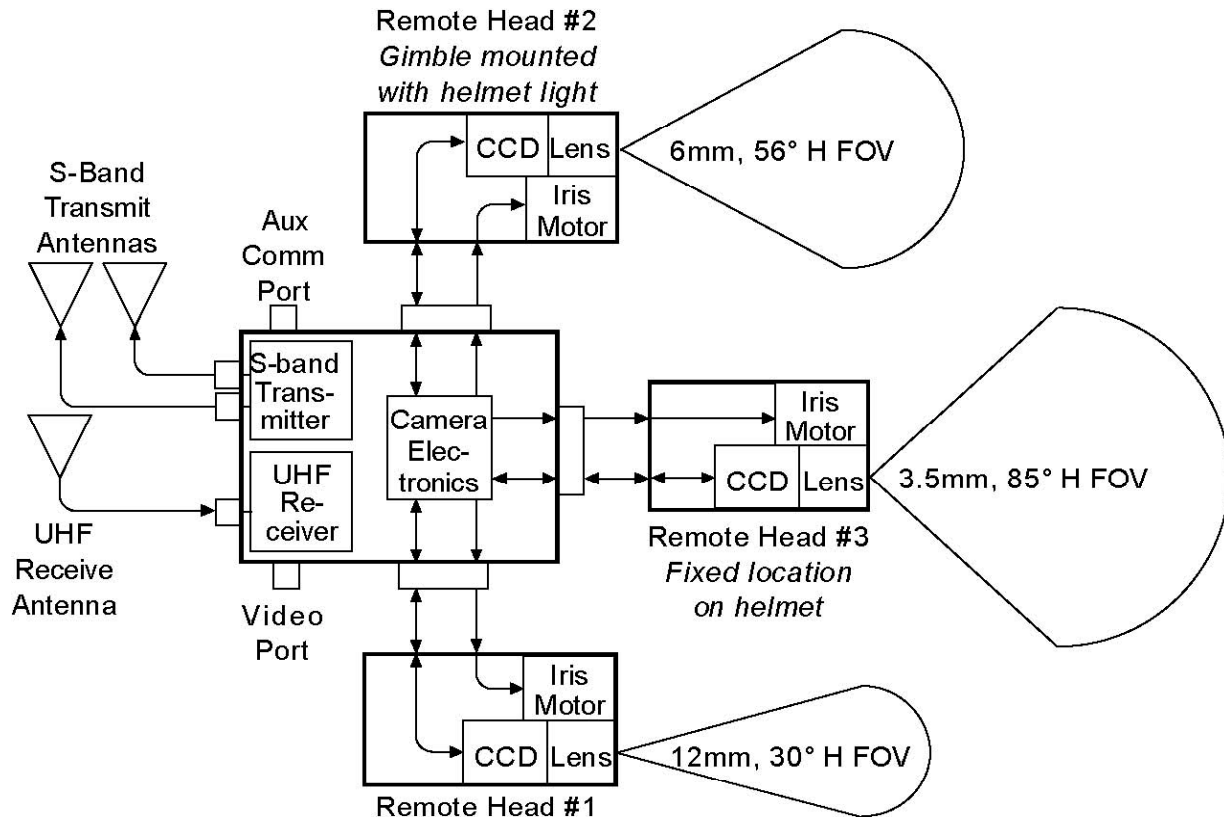 Remote Head #2
Gimble mounted
with helmet light
CCD
Lens
Iris
Motor
6mm, 56° H FOV
S-Band
Transmit
Antennas
Aux
Comm
Port
S-band
Trans-
mitter
UHF
Re-
ceiver
Camera
Elec-
tronics
UHF
Receive
Antenna
Video
Port
Iris
Motor
CCD
Lens
3.5mm, 85° H FOV
Remote Head #3
Fixed location
on helmet
Iris
Motor
CCD
Lens
12mm, 30° H FOV
Remote Head #1